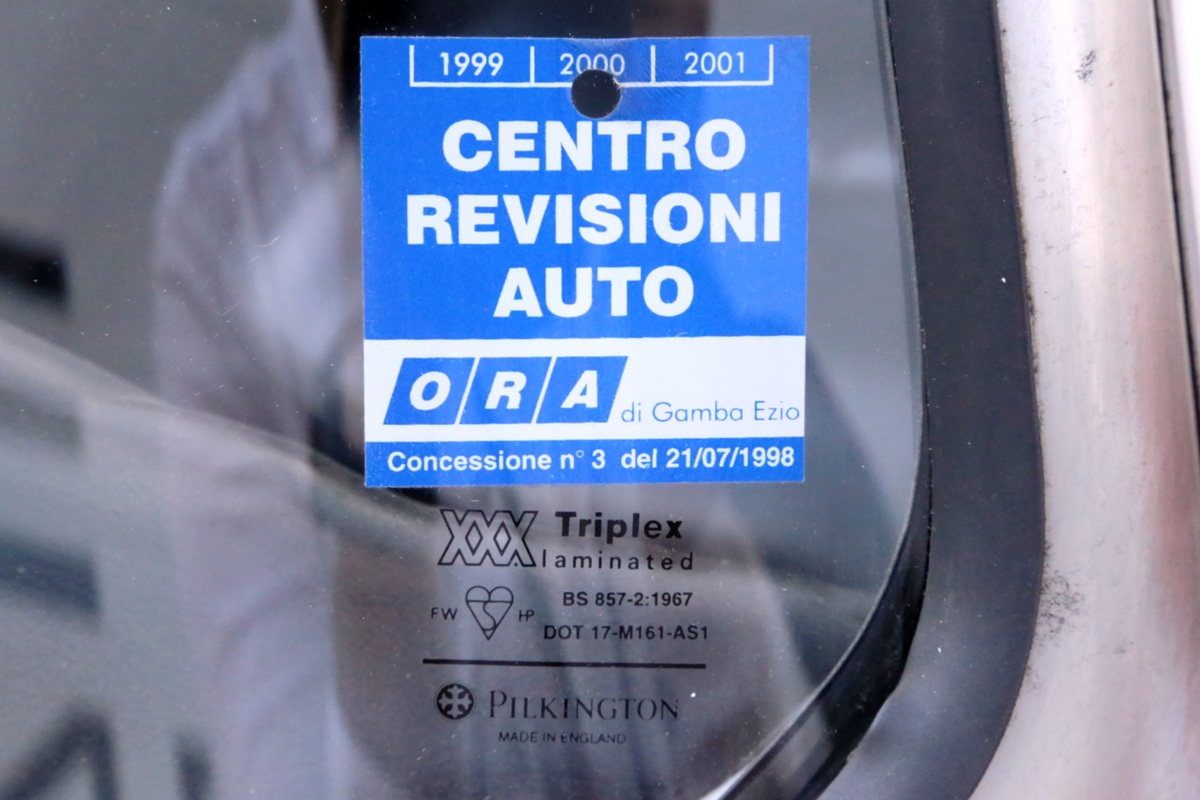 1999 2000 2001
CENTRO
REVISIONI
AUTO
ORA di Gamba Ezio
Concessione n° 3 del 21/07/1998
XXX Triplex
laminated
BS 857-2:1967
FW HP
DOT 17-M161-AS1
PILKINGTON
MADE IN ENGLAND